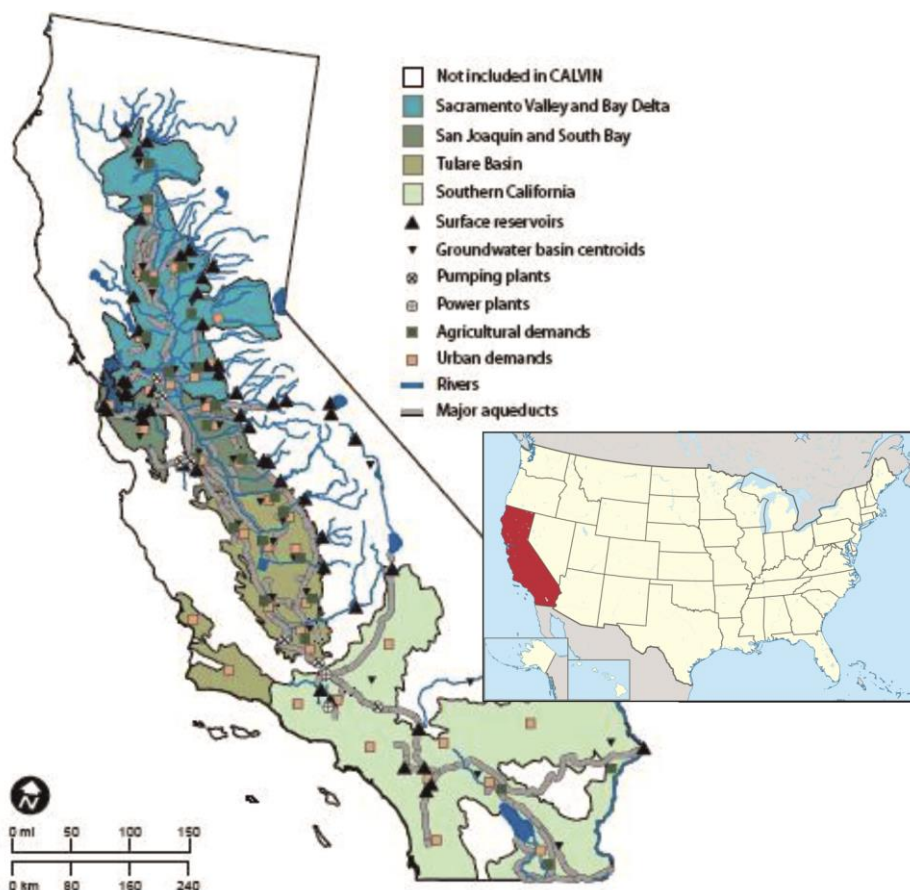 Not included in CALVIN
Sacramento Valley and Bay Delta
San Joaquin and South Bay
Tulare Basin
Southern California
Surface reservoirs
Groundwater basin centroids
Pumping plants
Power plants
Agricultural demands
Urban demands
Rivers
Major aqueducts
N
0 mi 50 100 150
0 km 80 160 240